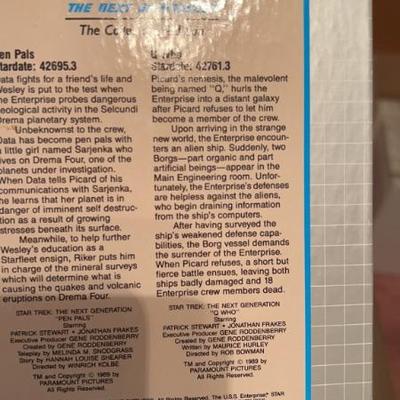 THE NEXT GENERATION
The Co
Pen Pals
Stardate: 42695.3
Data fights for a friend's life and
Wesley is put to the test when
the Enterprise probes dangerous
geological activity in the Selcundi
Drema planetary system.
Unbeknownst to the crew,
Data has become pen pals with
a little girl named Sarjenka who
lives on Drema Four, one of the
planets under investigation.
When Data tells Picard of his
communications with Sarjenka,
he learns that her planet is in
danger of imminent self destruc-
tion as a result of growing
stresses beneath its surface.
Meanwhile, to help further
Wesley's education as a
Starfleet ensign, Riker puts him
in charge of the mineral surveys
which will determine what is
causing the quakes and volcanic
eruptions on Drema Four.
STAR TREK: THE NEXT GENERATION
"PEN PALS"
Starring
PATRICK STEWART • JONATHAN FRAKES
Executive Producer GENE RODDENBERRY
Created by GENE RODDENBERRY
Teleplay by MELINDA M. SNODGRASS
Story by HANNAH LOUISE SHEARER
Directed by WINRICH KOLBE
TM and Copyright © 1989 by
PARAMOUNT PICTURES
All Rights Reserved.
Q Who
Stardate: 42761.3
Picard's nemesis, the malevolent
being named "Q," hurls the
Enterprise into a distant galaxy
after Picard refuses to let him
become a member of the crew.
Upon arriving in the strange
new world, the Enterprise encoun-
ters an alien ship. Suddenly, two
Borgs—part organic and part
artificial beings—appear in the
Main Engineering room. Unfor-
tunately, the Enterprise's defenses
are helpless against the aliens,
who begin draining information
from the ship's computers.
After having surveyed the
ship's weakened defense capa-
bilities, the Borg vessel demands
the surrender of the Enterprise.
When Picard refuses, a short but
fierce battle ensues, leaving both
ships badly damaged and 18
Enterprise crew members dead.
STAR TREK: THE NEXT GENERATION
"Q WHO"
Starring
PATRICK STEWART • JONATHAN FRAKES
Executive Producer GENE RODDENBERRY
Created by GENE RODDENBERRY
Written by MAURICE HURLEY
Directed by ROB BOWMAN
TM and Copyright © 1989 by
PARAMOUNT PICTURES
All Rights Reserved.
All Rights Reserved. The U.S.S. Enterprise* STAR